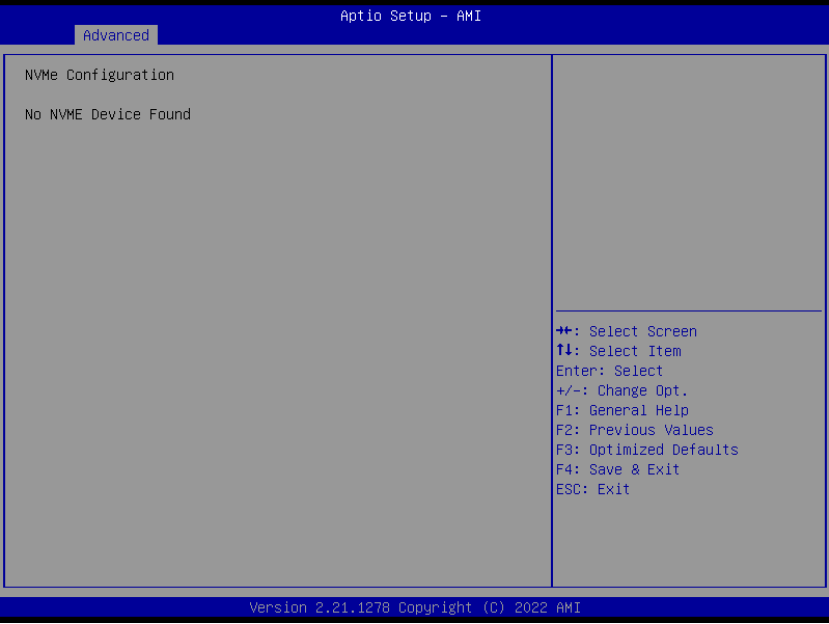 Aptio Setup – AMI
Advanced
NVMe Configuration
No NVME Device Found
→←: Select Screen
↑↓: Select Item
Enter: Select
+/-: Change Opt.
F1: General Help
F2: Previous Values
F3: Optimized Defaults
F4: Save & Exit
ESC: Exit
Version 2.21.1278 Copyright (C) 2022 AMI